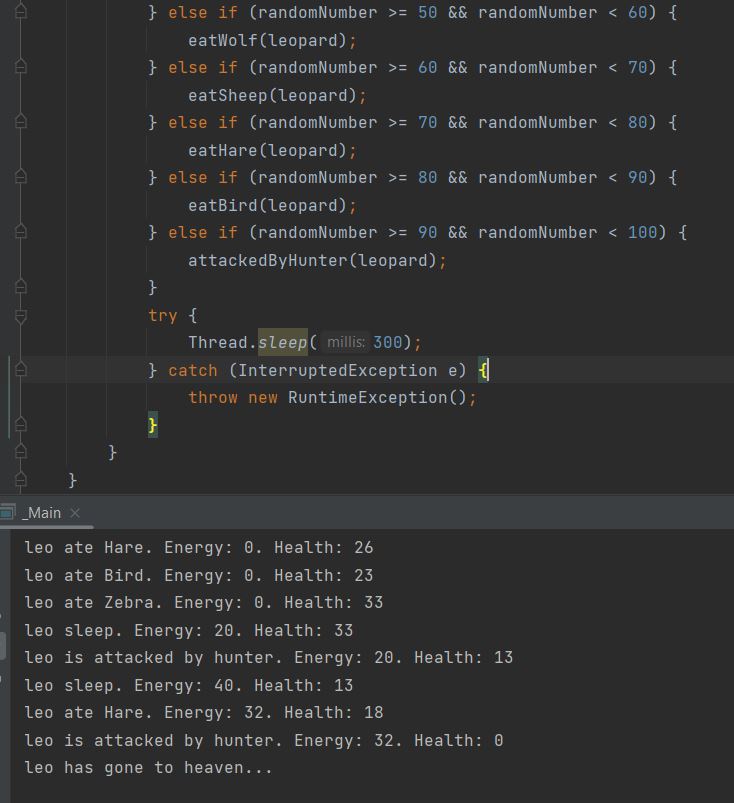 } else if (randomNumber >= 50 && randomNumber < 60) {
eatWolf(leopard);
} else if (randomNumber >= 60 && randomNumber < 70) {
eatSheep(leopard);
} else if (randomNumber >= 70 && randomNumber < 80) {
eatHare(leopard);
} else if (randomNumber >= 80 && randomNumber < 90) {
eatBird(leopard);
} else if (randomNumber >= 90 && randomNumber < 100) {
attackedByHunter(leopard);
}
try {
Thread.sleep( millis: 300);
} catch (InterruptedException e) {
throw new RuntimeException();
}
}
}
_Main ×
leo ate Hare. Energy: 0. Health: 26
leo ate Bird. Energy: 0. Health: 23
leo ate Zebra. Energy: 0. Health: 33
leo sleep. Energy: 20. Health: 33
leo is attacked by hunter. Energy: 20. Health: 13
leo sleep. Energy: 40. Health: 13
leo ate Hare. Energy: 32. Health: 18
leo is attacked by hunter. Energy: 32. Health: 0
leo has gone to heaven...